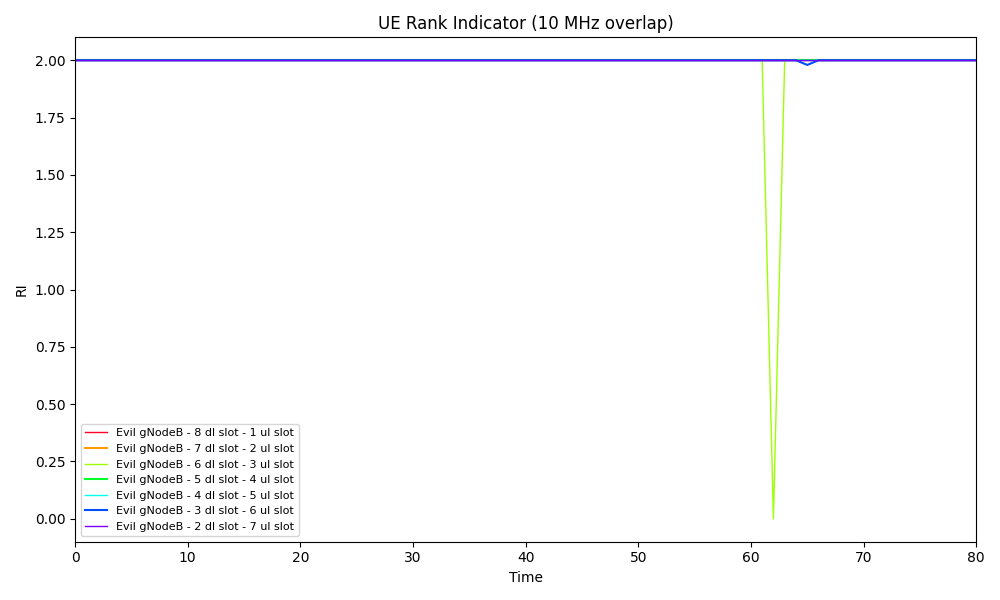 UE Rank Indicator (10 MHz overlap)
2.00
1.75
1.50
1.25
1.00
0.75
0.50
0.25
0.00
RI
Evil gNodeB - 8 dl slot - 1 ul slot
Evil gNodeB - 7 dl slot - 2 ul slot
Evil gNodeB - 6 dl slot - 3 ul slot
Evil gNodeB - 5 dl slot - 4 ul slot
Evil gNodeB - 4 dl slot - 5 ul slot
Evil gNodeB - 3 dl slot - 6 ul slot
Evil gNodeB - 2 dl slot - 7 ul slot
0 10 20 30 40 50 60 70 80
Time